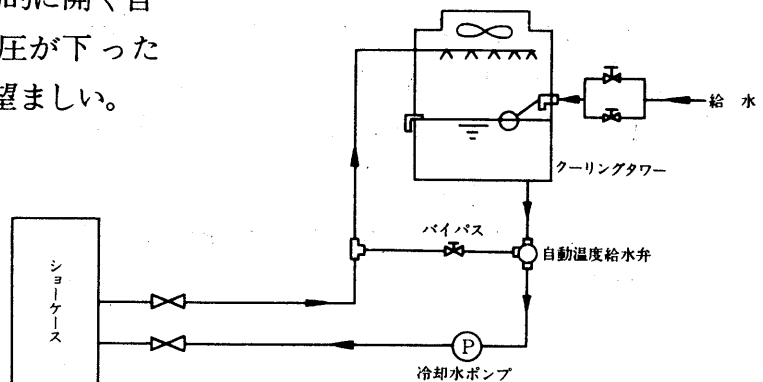 的に開く自
圧が下った
望ましい。
給 水
クーリングタワー
バイパス
自動温度給水弁
ショーケース
P
冷却水ポンプ